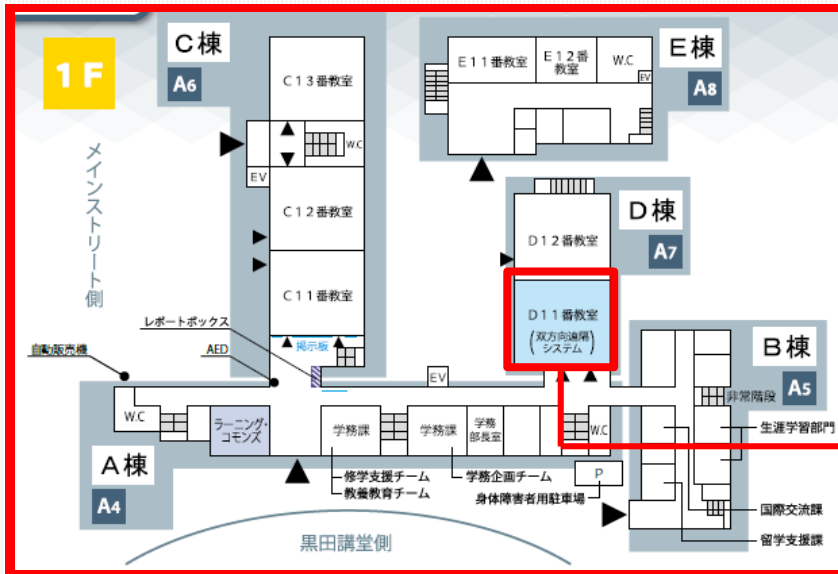 1F
メインストリート側
C棟
A6
C13番教室
W.C
EV
C12番教室
C11番教室
掲示板
レポートボックス
自動販売機
AED
E11番教室
E12番
教室
W.C
EV
E棟
A8
D12番教室
D棟
A7
D11番教室
(双方向遠隔
システム)
B棟
A5
非常階段
生涯学習部門
国際交流課
留学支援課
EV
W.C
ラーニング・
コモンズ
学務課
学務課
学務
部長室
W.C
A棟
A4
修学支援チーム
教養教育チーム
学務企画チーム
P
身体障害者用駐車場
黒田講堂側